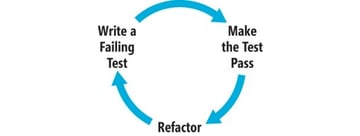 Write a
Failing
Test
Make
the Test
Pass
Refactor